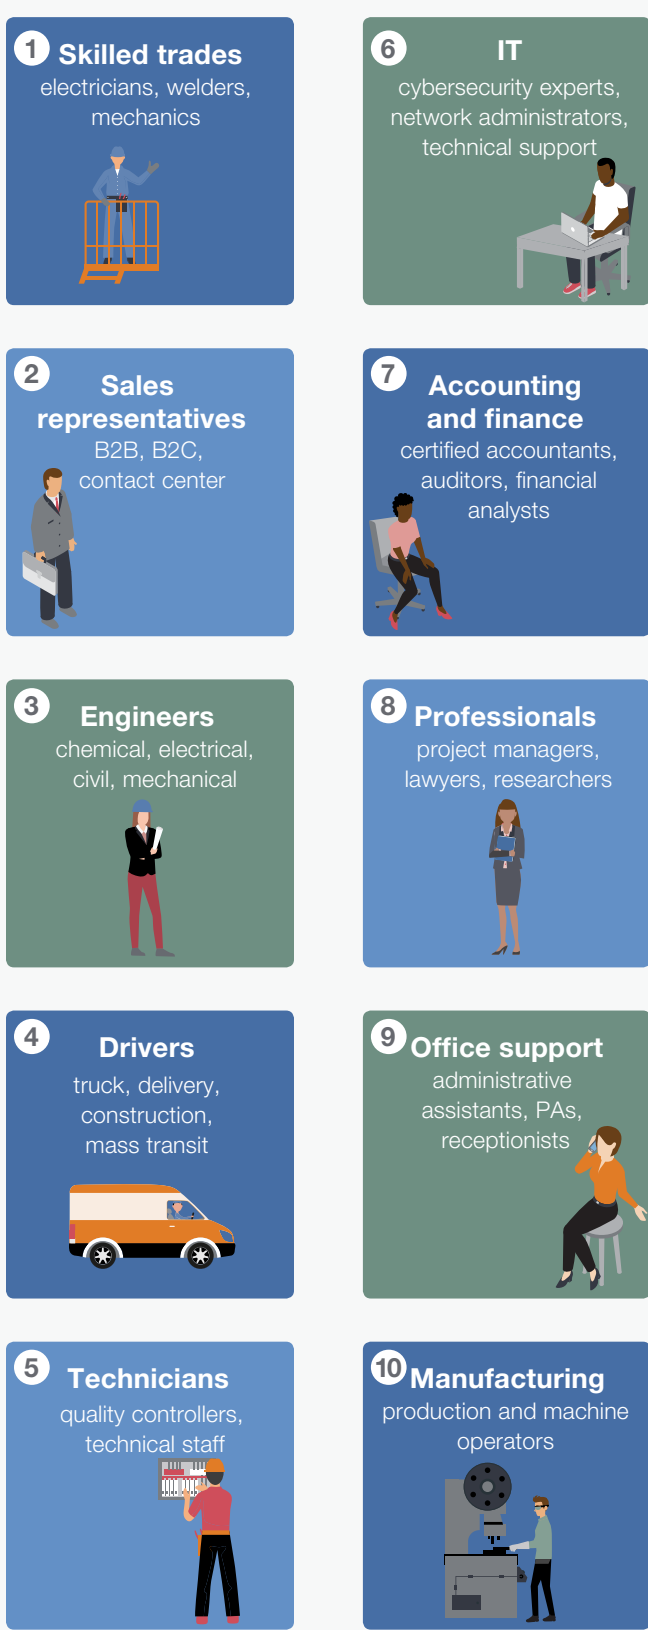 1
Skilled trades
electricians, welders,
mechanics
2
Sales
representatives
B2B, B2C,
contact center
3
Engineers
chemical, electrical,
civil, mechanical
4
Drivers
truck, delivery,
construction,
mass transit
5
Technicians
quality controllers,
technical staff
6
IT
cybersecurity experts,
network administrators,
technical support
7
Accounting
and finance
certified accountants,
auditors, financial
analysts
8
Professionals
project managers,
lawyers, researchers
9
Office support
administrative
assistants, PAs,
receptionists
10
Manufacturing
production and machine
operators